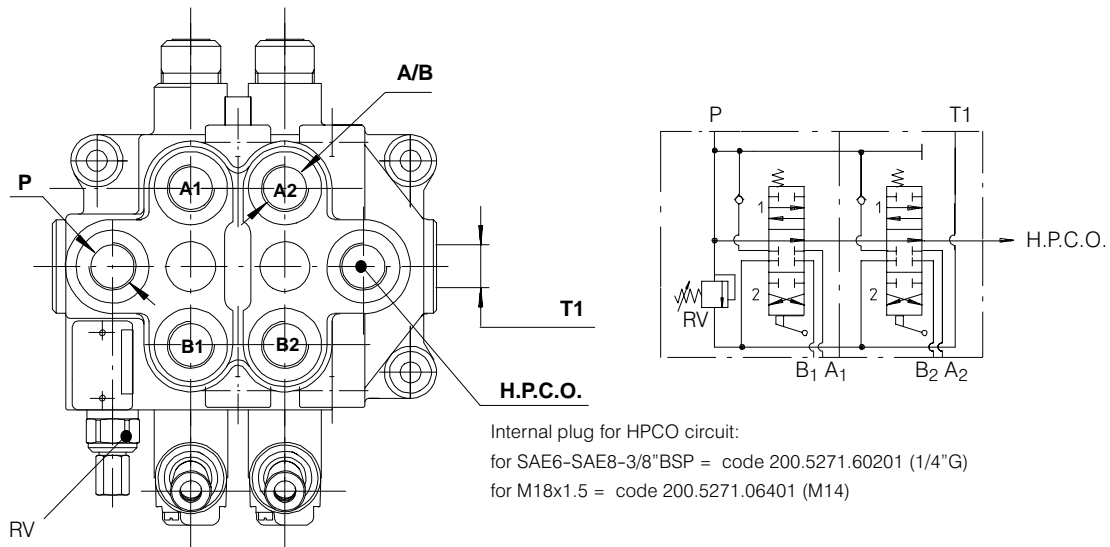 A/B
P
A1
A2
B1
B2
T1
H.P.C.O.
RV
P
T1
1
1
H.P.C.O.
2
2
RV
B1 A1
B2 A2
Internal plug for HPCO circuit:
for SAE6-SAE8-3/8"BSP = code 200.5271.60201 (1/4"G)
for M18x1.5 = code 200.5271.06401 (M14)